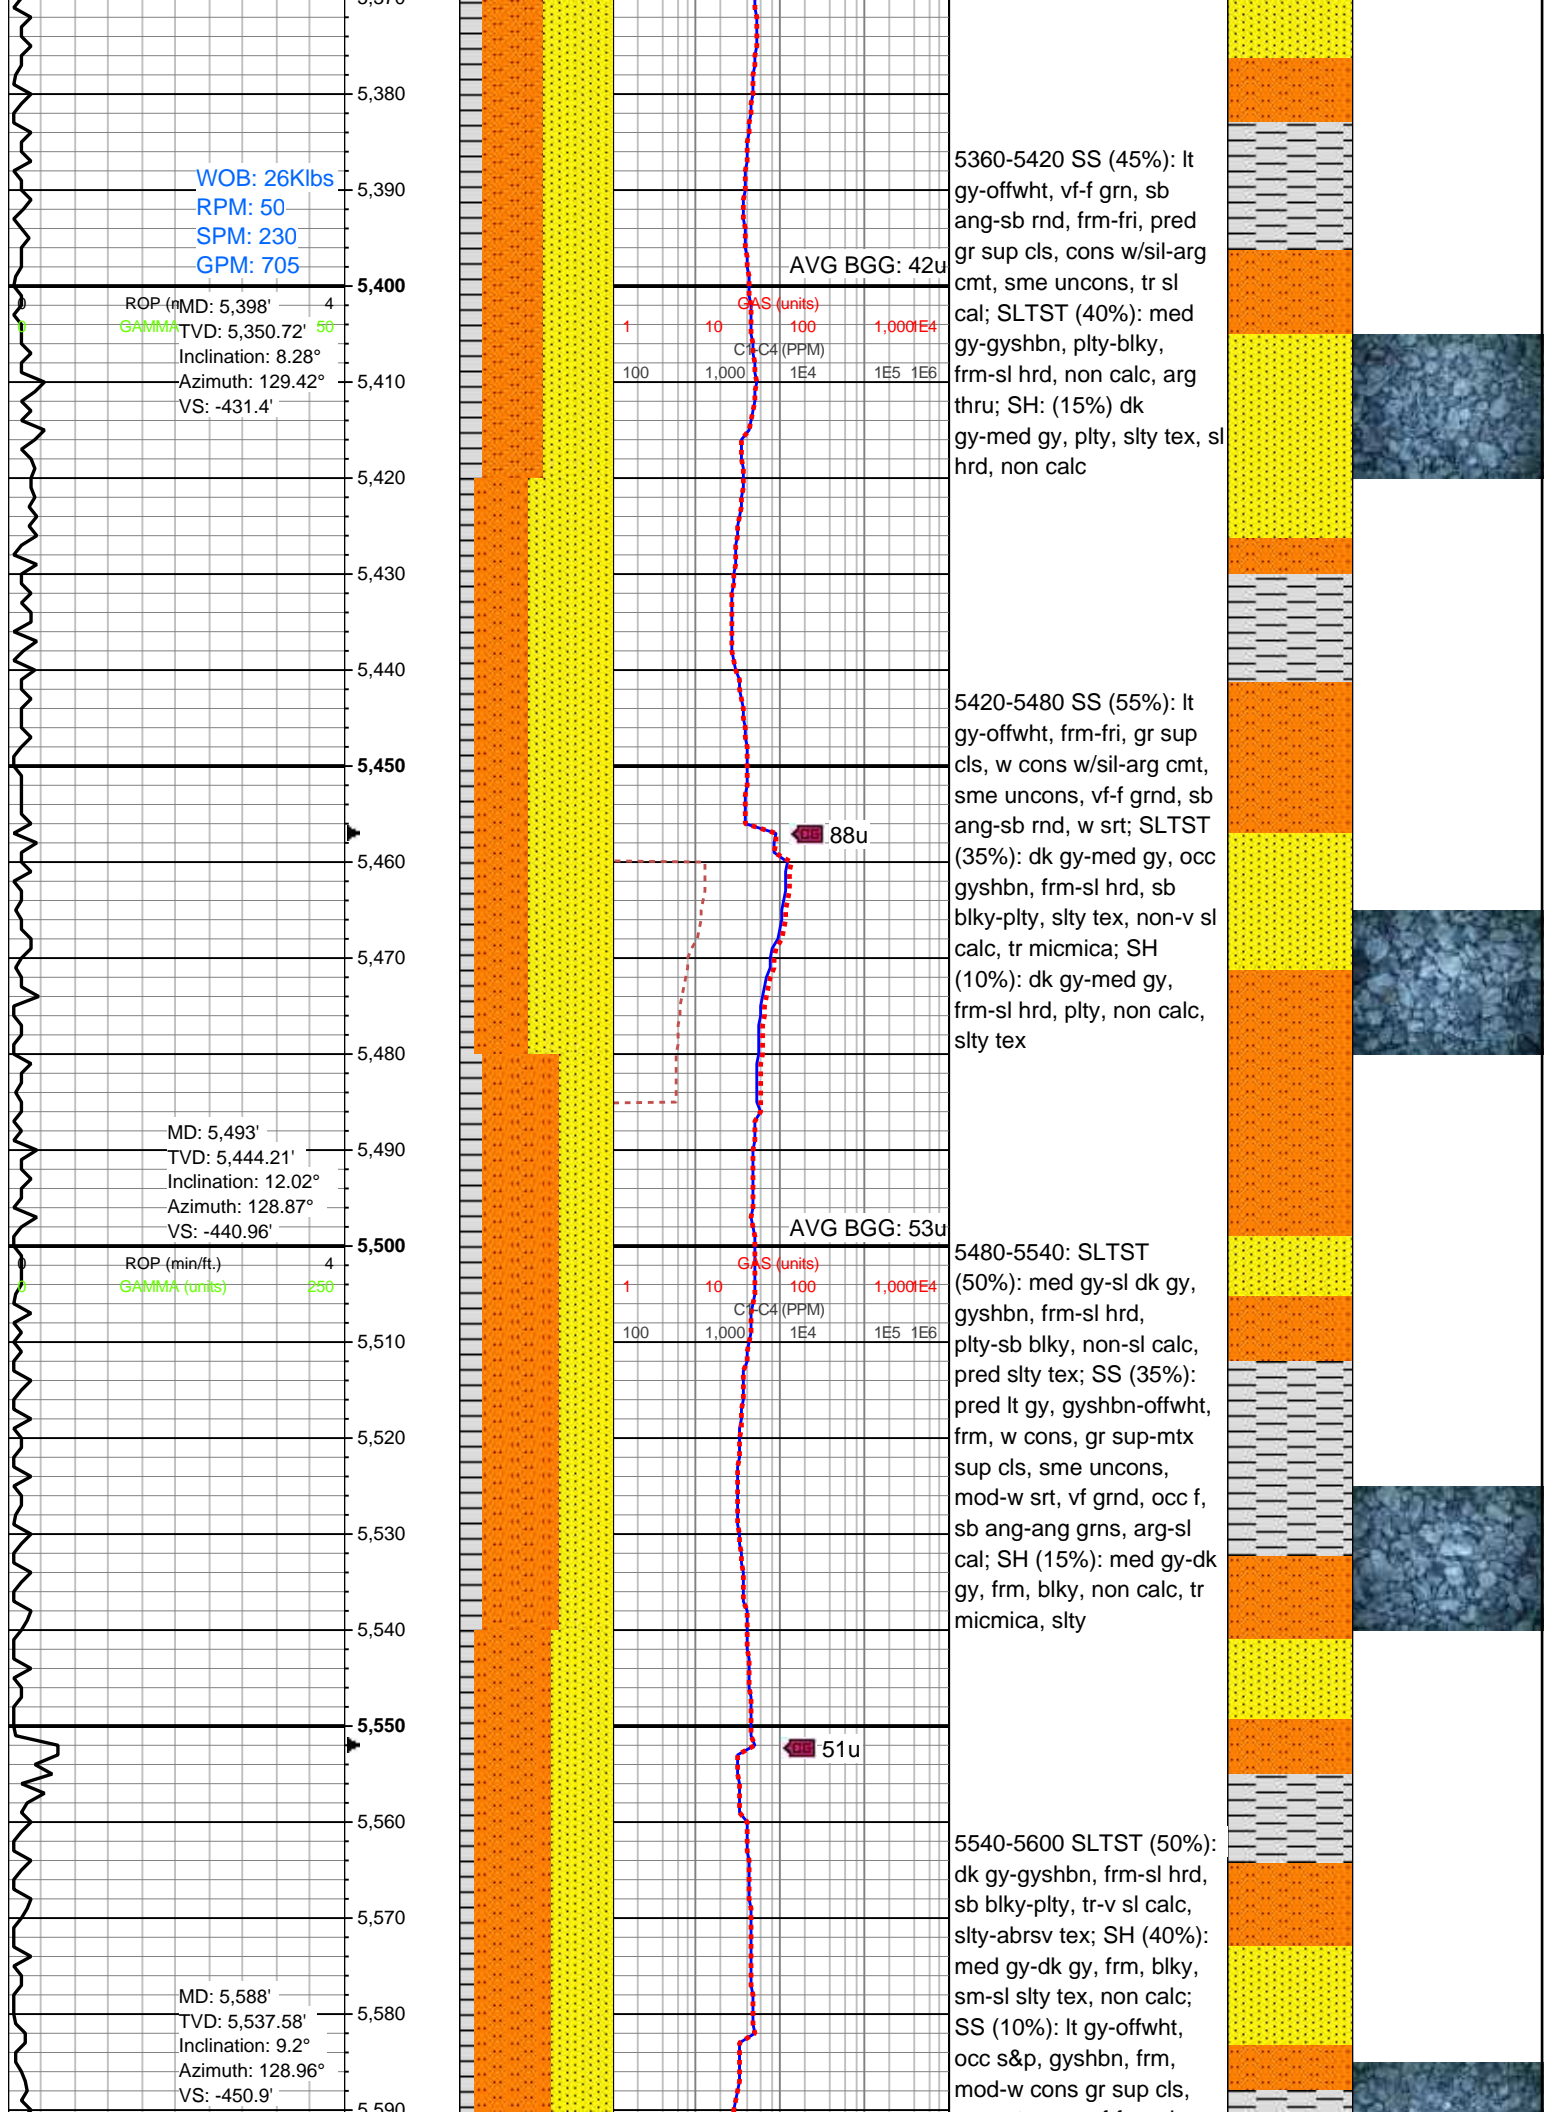 5,380
5,390
5,400
5,410
5,420
5,430
5,440
5,450
5,460
5,470
5,480
5,490
5,500
5,510
5,520
5,530
5,540
5,550
5,560
5,570
5,580
WOB: 26Klbs
RPM: 50
SPM: 230
GPM: 705
0 ROP (n 4
0 GAMMA 50
MD: 5,398'
TVD: 5,350.72'
Inclination: 8.28°
Azimuth: 129.42°
VS: -431.4'
MD: 5,493'
TVD: 5,444.21'
Inclination: 12.02°
Azimuth: 128.87°
VS: -440.96'
0 ROP (min/ft.) 4
0 GAMMA (units) 250
MD: 5,588'
TVD: 5,537.58'
Inclination: 9.2°
Azimuth: 128.96°
VS: -450.9'
AVG BGG: 42u
GAS (units)
1 10 100 1,000 1E4
C1-C4 (PPM)
100 1,000 1E4 1E5 1E6
CG 88u
AVG BGG: 53u
GAS (units)
1 10 100 1,000 1E4
C1-C4 (PPM)
100 1,000 1E4 1E5 1E6
CG 51u
5360-5420 SS (45%): lt
gy-offwht, vf-f grn, sb
ang-sb rnd, frm-fri, pred
gr sup cls, cons w/sil-arg
cmt, sme uncons, tr sl
cal; SLTST (40%): med
gy-gyshbn, plty-blky,
frm-sl hrd, non calc, arg
thru; SH: (15%) dk
gy-med gy, plty, slty tex, sl
hrd, non calc
5420-5480 SS (55%): lt
gy-offwht, frm-fri, gr sup
cls, w cons w/sil-arg cmt,
sme uncons, vf-f grnd, sb
ang-sb rnd, w srt; SLTST
(35%): dk gy-med gy, occ
gyshbn, frm-sl hrd, sb
blky-plty, slty tex, non-v sl
calc, tr micmica; SH
(10%): dk gy-med gy,
frm-sl hrd, plty, non calc,
slty tex
5480-5540: SLTST
(50%): med gy-sl dk gy,
gyshbn, frm-sl hrd,
plty-sb blky, non-sl calc,
pred slty tex; SS (35%):
pred lt gy, gyshbn-offwht,
frm, w cons, gr sup-mtx
sup cls, sme uncons,
mod-w srt, vf grnd, occ f,
sb ang-ang grns, arg-sl
cal; SH (15%): med gy-dk
gy, frm, blky, non calc, tr
micmica, slty
5540-5600 SLTST (50%):
dk gy-gyshbn, frm-sl hrd,
sb blky-plty, tr-v sl calc,
slty-abrsv tex; SH (40%):
med gy-dk gy, frm, blky,
sm-sl slty tex, non calc;
SS (10%): lt gy-offwht,
occ s&p, gyshbn, frm,
mod-w cons gr sup cls,